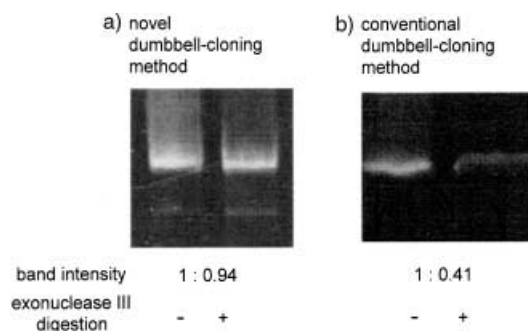 a) novel
dumbbell-cloning
method
b) conventional
dumbbell-cloning
method
band intensity 1 : 0.94 1 : 0.41
exonuclease III
digestion - + - +